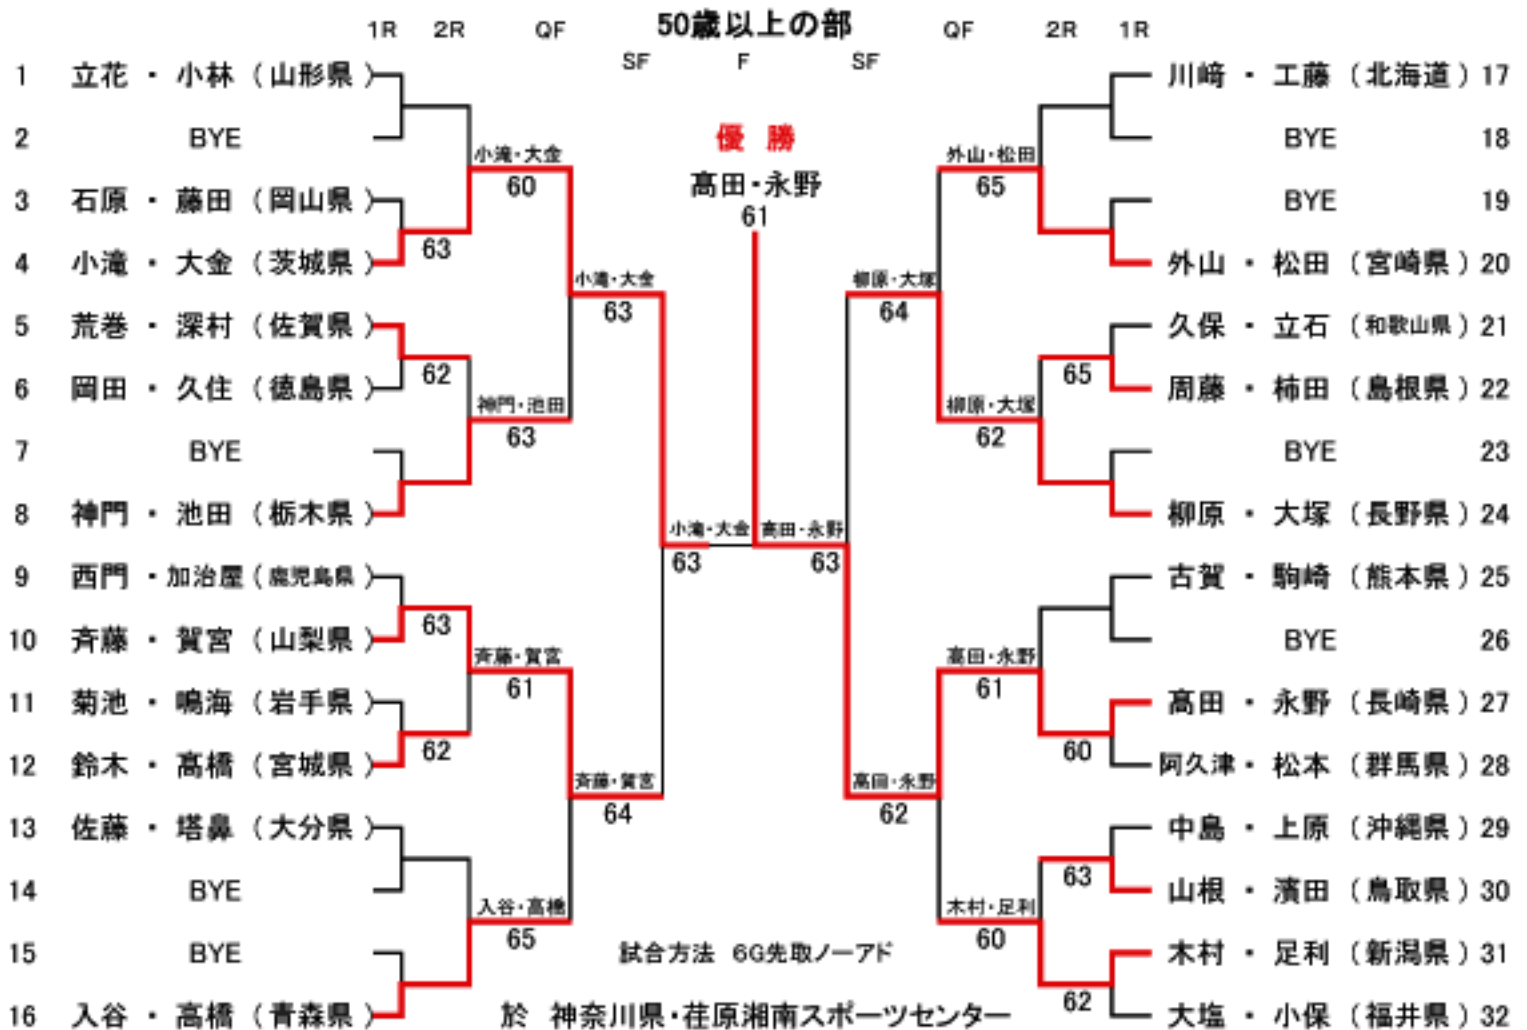 50歳以上の部
1R 2R QF SF F SF QF 2R 1R
優 勝
髙田・永野
61
1 立花 ・ 小林 ( 山形県 )
2 BYE
3 石原 ・ 藤田 ( 岡山県 )
4 小滝 ・ 大金 ( 茨城県 )
5 荒巻 ・ 深村 ( 佐賀県 )
6 岡田 ・ 久住 ( 徳島県 )
7 BYE
8 神門 ・ 池田 ( 栃木県 )
9 西門 ・ 加治屋 ( 鹿児島県 )
10 斉藤 ・ 賀宮 ( 山梨県 )
11 菊池 ・ 鳴海 ( 岩手県 )
12 鈴木 ・ 髙橋 ( 宮城県 )
13 佐藤 ・ 塔鼻 ( 大分県 )
14 BYE
15 BYE
16 入谷 ・ 高橋 ( 青森県 )
63
62
63
62
小滝・大金
60
神門・池田
63
斉藤・賀宮
61
入谷・高橋
65
小滝・大金
63
斉藤・賀宮
64
小滝・大金
63
髙田・永野
63
柳原・大塚
64
髙田・永野
62
外山・松田
65
柳原・大塚
62
髙田・永野
61
木村・足利
60
65
60
63
62
川﨑 ・ 工藤 ( 北海道 ) 17
BYE 18
BYE 19
外山 ・ 松田 ( 宮崎県 ) 20
久保 ・ 立石 ( 和歌山県 ) 21
周藤 ・ 柿田 ( 島根県 ) 22
BYE 23
柳原 ・ 大塚 ( 長野県 ) 24
古賀 ・ 駒崎 ( 熊本県 ) 25
BYE 26
髙田 ・ 永野 ( 長崎県 ) 27
阿久津 ・ 松本 ( 群馬県 ) 28
中島 ・ 上原 ( 沖縄県 ) 29
山根 ・ 濱田 ( 鳥取県 ) 30
木村 ・ 足利 ( 新潟県 ) 31
大塩 ・ 小保 ( 福井県 ) 32
試合方法 6G先取ノーアド
於 神奈川県・荏原湘南スポーツセンター